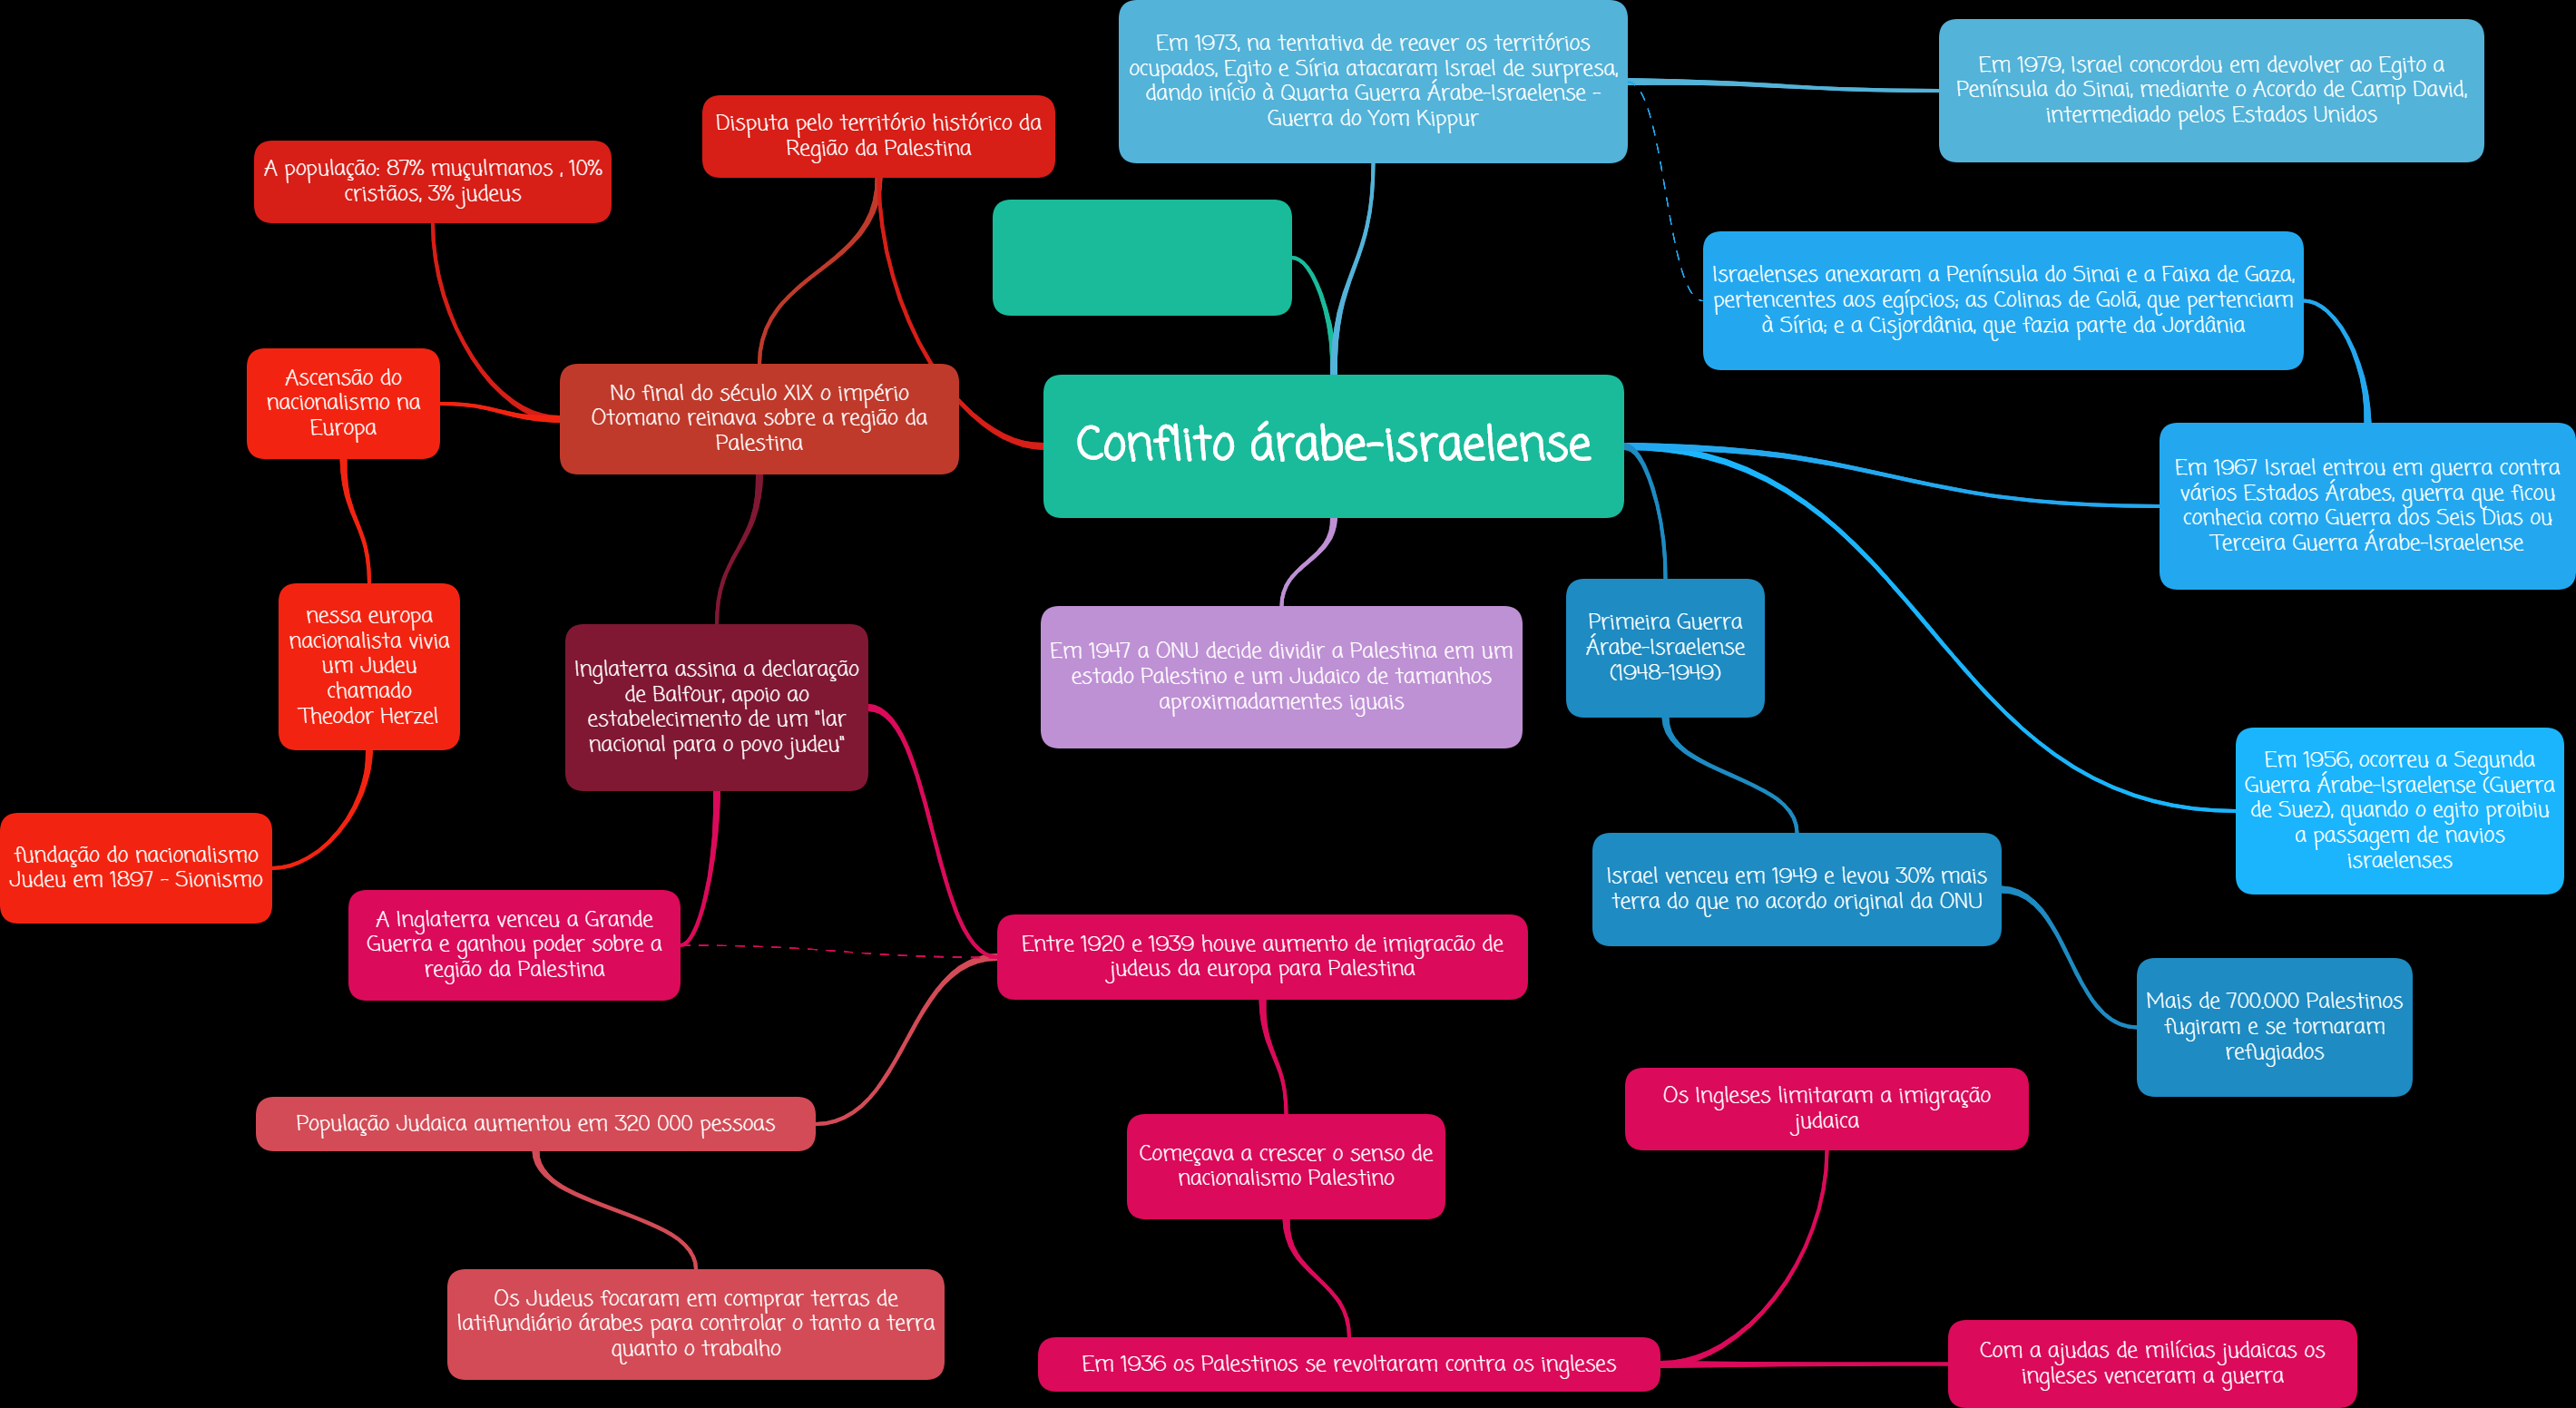 Em 1973, na tentativa de reaver os territórios
ocupados, Egito e Síria atacaram Israel de surpresa,
dando início à Quarta Guerra Árabe-Israelense -
Guerra do Yom Kippur
Em 1979, Israel concordou em devolver ao Egito a
Península do Sinai, mediante o Acordo de Camp David,
intermediado pelos Estados Unidos
Disputa pelo território histórico da
Região da Palestina
A população: 87% muçulmanos , 10%
cristãos, 3% judeus
Israelenses anexaram a Península do Sinai e a Faixa de Gaza,
pertencentes aos egípcios; as Colinas de Golã, que pertenciam
à Síria; e a Cisjordânia, que fazia parte da Jordânia
Ascensão do
nacionalismo na
Europa
No final do século XIX o império
Otomano reinava sobre a região da
Palestina
Conflito árabe-israelense
Em 1967 Israel entrou em guerra contra
vários Estados Árabes, guerra que ficou
conhecia como Guerra dos Seis Dias ou
Terceira Guerra Árabe-Israelense
nessa europa
nacionalista vivia
um Judeu
chamado
Theodor Herzel
Inglaterra assina a declaração
de Balfour, apoio ao
estabelecimento de um "lar
nacional para o povo judeu"
Em 1947 a ONU decide dividir a Palestina em um
estado Palestino e um Judaico de tamanhos
aproximadamentes iguais
Primeira Guerra
Árabe-Israelense
(1948-1949)
Em 1956, ocorreu a Segunda
Guerra Árabe-Israelense (Guerra
de Suez), quando o egito proibiu
a passagem de navios
israelenses
fundação do nacionalismo
Judeu em 1897 - Sionismo
Israel venceu em 1949 e levou 30% mais
terra do que no acordo original da ONU
A Inglaterra venceu a Grande
Guerra e ganhou poder sobre a
região da Palestina
Entre 1920 e 1939 houve aumento de imigracão de
judeus da europa para Palestina
Mais de 700.000 Palestinos
fugiram e se tornaram
refugiados
População Judaica aumentou em 320 000 pessoas
Começava a crescer o senso de
nacionalismo Palestino
Os Ingleses limitaram a imigração
judaica
Os Judeus focaram em comprar terras de
latifundiário árabes para controlar o tanto a terra
quanto o trabalho
Em 1936 os Palestinos se revoltaram contra os ingleses
Com a ajudas de milícias judaicas os
ingleses venceram a guerra